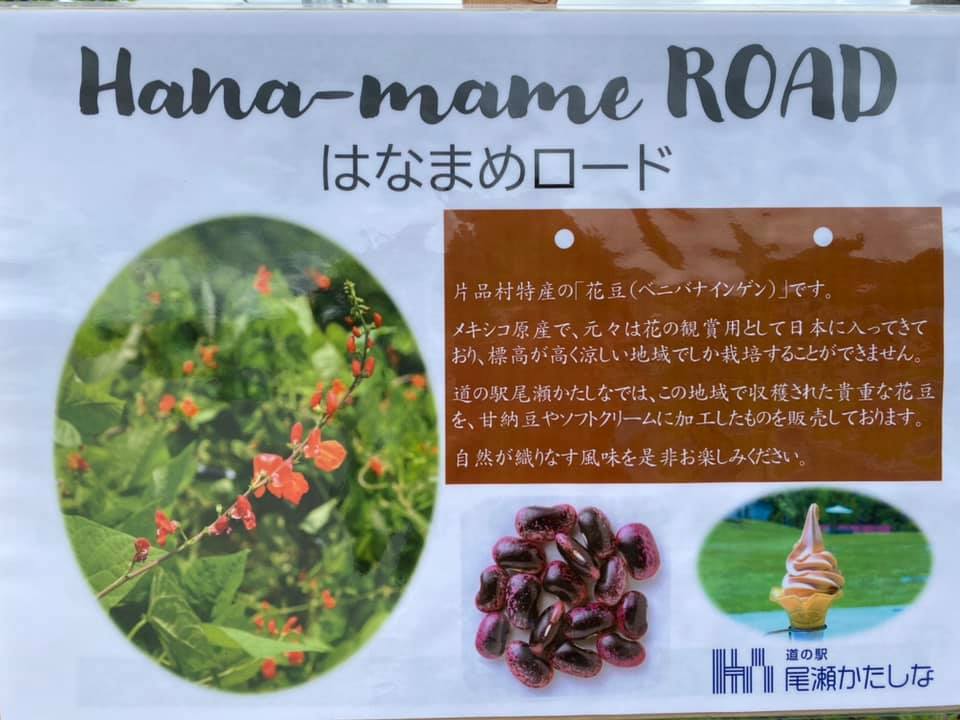 Hana-mame ROAD
はなまめロード
片品村特産の「花豆(ベニバナインゲン)」です。
メキシコ原産で、元々は花の観賞用として日本に入ってきて
おり、標高が高く涼しい地域でしか栽培することができません。
道の駅尾瀬かたしなでは、この地域で収穫された貴重な花豆
を、甘納豆やソフトクリームに加工したものを販売しております。
自然が織りなす風味を是非お楽しみください。
道の駅
尾瀬かたしな